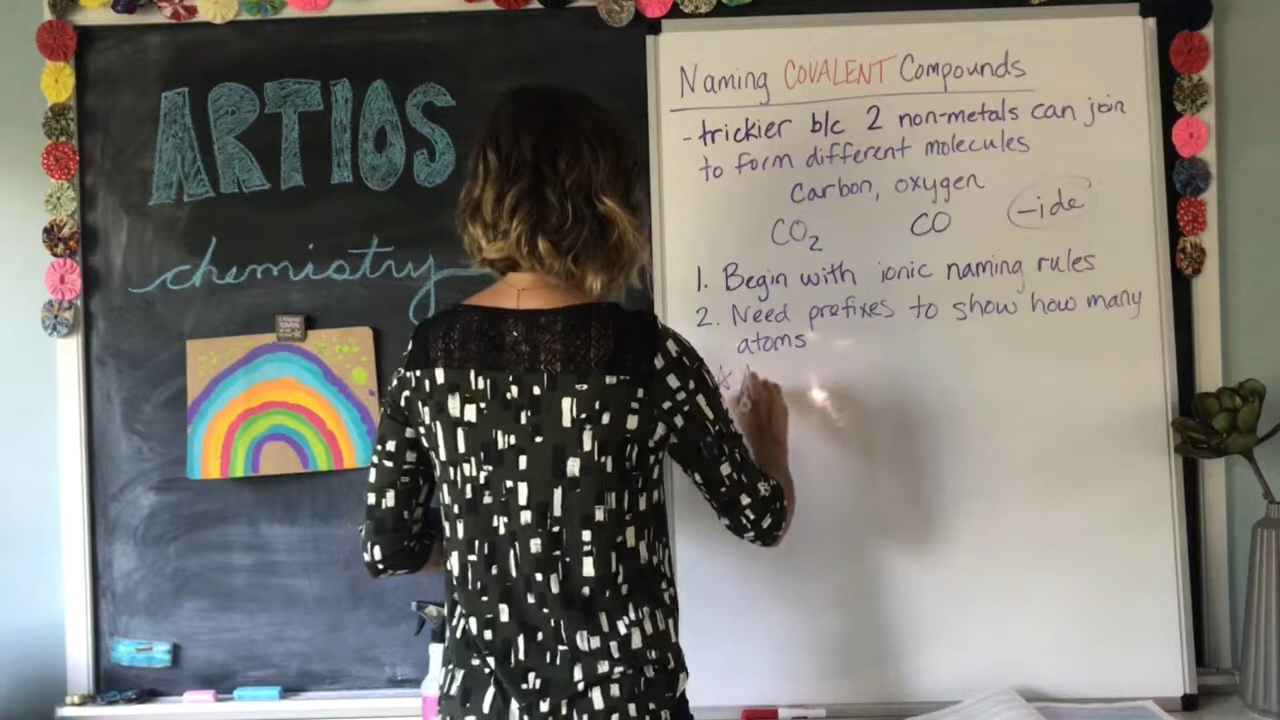 ARTIOS
chemistry
Naming COVALENT Compounds
- trickier b/c 2 non-metals can join
to form different molecules
Carbon, oxygen
CO₂ CO -ide
1. Begin with ionic naming rules
2. Need prefixes to show how many
atoms
*